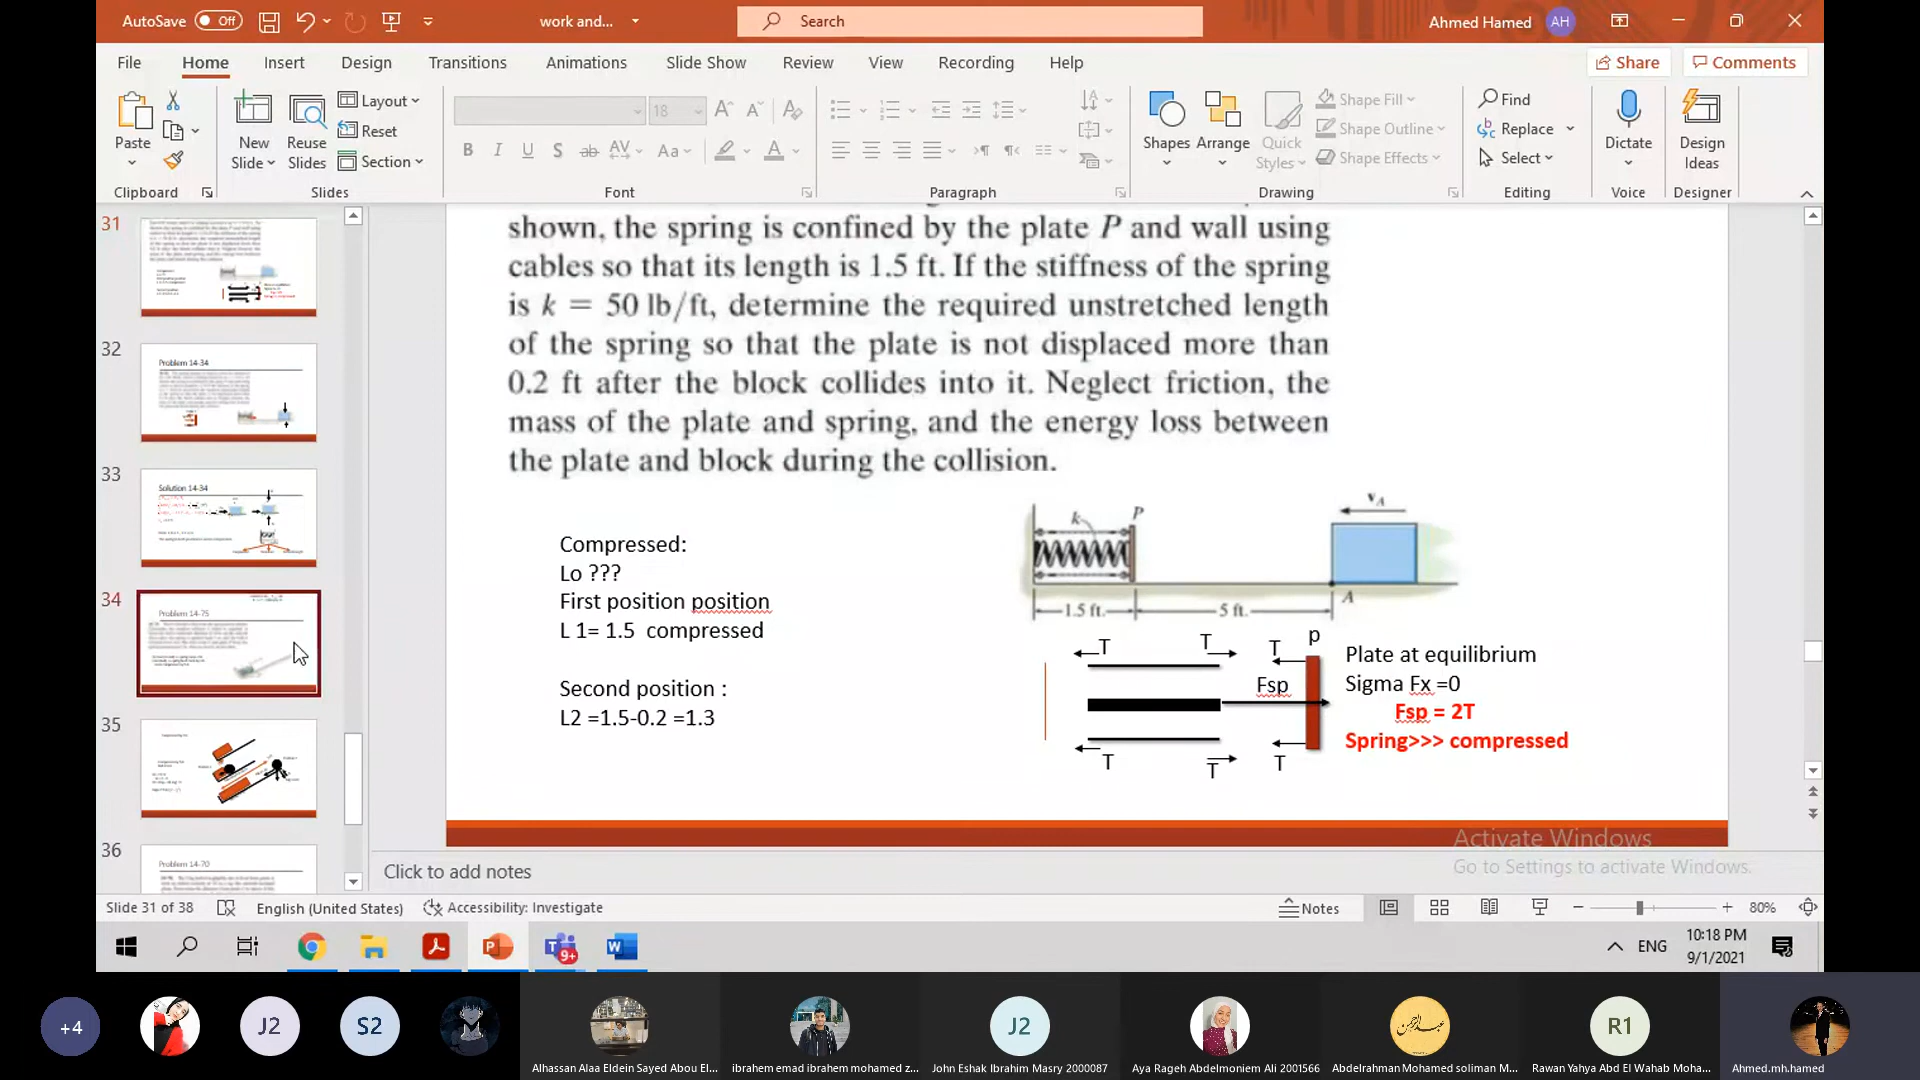 AutoSave Off work and... Search Ahmed Hamed AH
File Home Insert Design Transitions Animations Slide Show Review View Recording Help Share Comments
Paste
Clipboard
New Slide
Reuse Slides
Layout
Reset
Section
Slides
18
B I U S ab AV Aa A
Font
Paragraph
Shapes
Arrange
Quick Styles
Shape Fill
Shape Outline
Shape Effects
Drawing
Find
Replace
Select
Editing
Dictate
Voice
Design Ideas
Designer
31
32
Problem 14-34
33
Solution 14-34
34
Problem 14-75
35
36
Problem 14-70
shown, the spring is confined by the plate P and wall using
cables so that its length is 1.5 ft. If the stiffness of the spring
is k = 50 lb/ft, determine the required unstretched length
of the spring so that the plate is not displaced more than
0.2 ft after the block collides into it. Neglect friction, the
mass of the plate and spring, and the energy loss between
the plate and block during the collision.
Compressed:
Lo ???
First position position
L 1= 1.5 compressed
Second position :
L2 =1.5-0.2 =1.3
k P vA
1.5 ft. 5 ft. A
T T T p
Fsp
T T T
Plate at equilibrium
Sigma Fx =0
Fsp = 2T
Spring>>> compressed
Activate Windows
Go to Settings to activate Windows.
Click to add notes
Slide 31 of 38 English (United States) Accessibility: Investigate Notes 80%
9+ ENG 10:18 PM
9/1/2021
+4 J2 S2 J2 عبدالرحمن R1
Alhassan Alaa Eldein Sayed Abou El... ibrahem emad ibrahem mohamed z... John Eshak Ibrahim Masry 2000087 Aya Rageh Abdelmoniem Ali 2001566 Abdelrahman Mohamed soliman M... Rawan Yahya Abd El Wahab Moha... Ahmed.mh.hamed